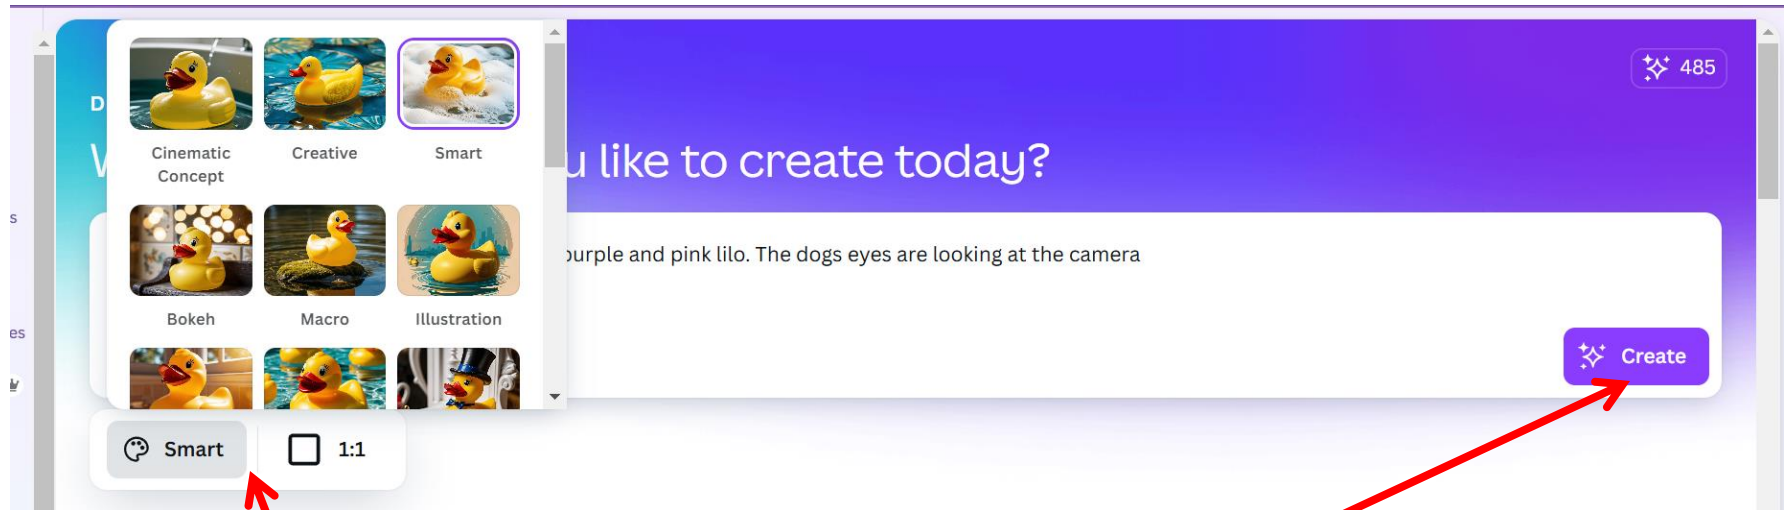 485
Cinematic
Concept
Creative
Smart
like to create today?
purple and pink lilo. The dogs eyes are looking at the camera
Bokeh
Macro
Illustration
Create
Smart
1:1